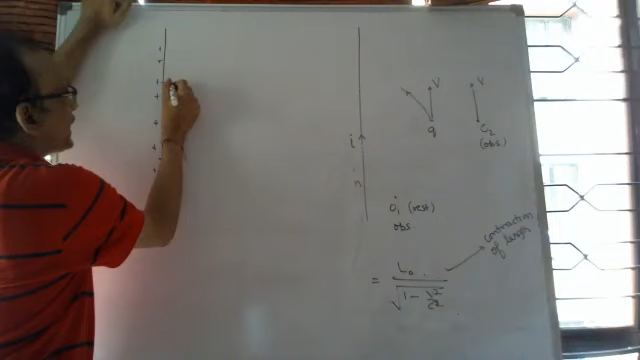 V
V
q
O₂
(obs)
i
n
O₁ (rest)
obs
contraction
of length
= L₀
√1 - V²/C²